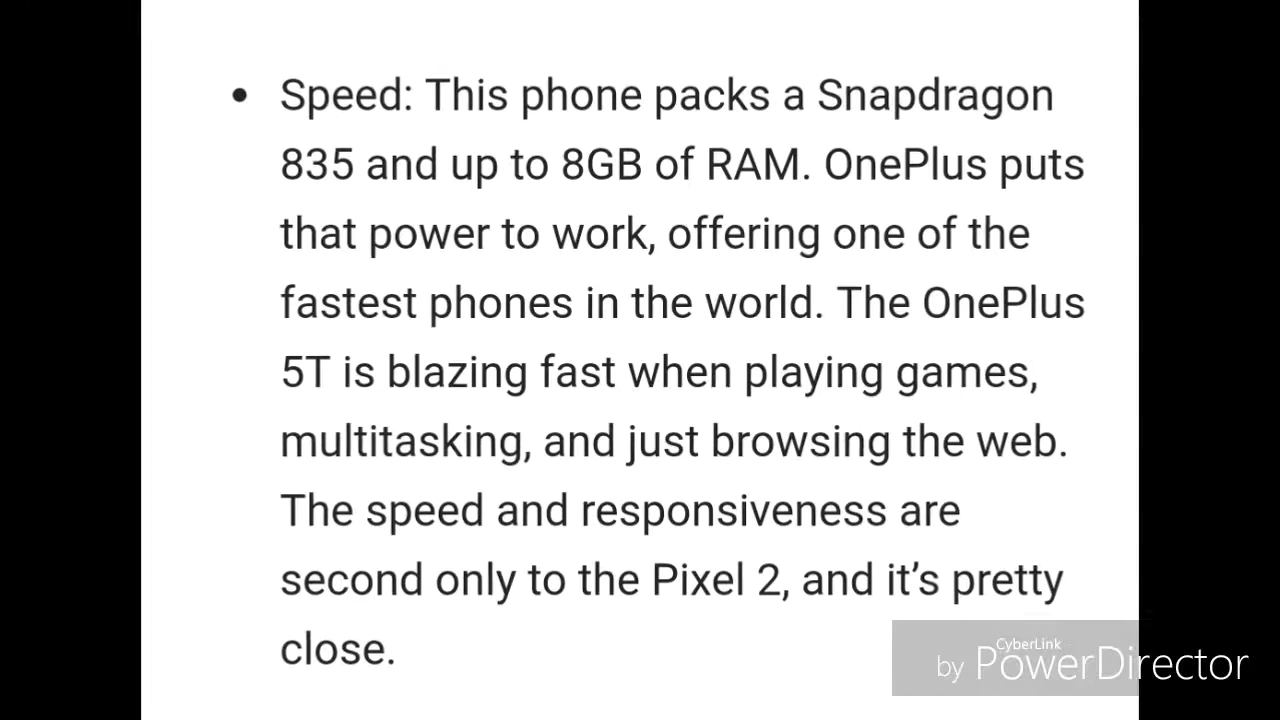 • Speed: This phone packs a Snapdragon
835 and up to 8GB of RAM. OnePlus puts
that power to work, offering one of the
fastest phones in the world. The OnePlus
5T is blazing fast when playing games,
multitasking, and just browsing the web.
The speed and responsiveness are
second only to the Pixel 2, and it’s pretty
close.
CyberLink
by PowerDirector